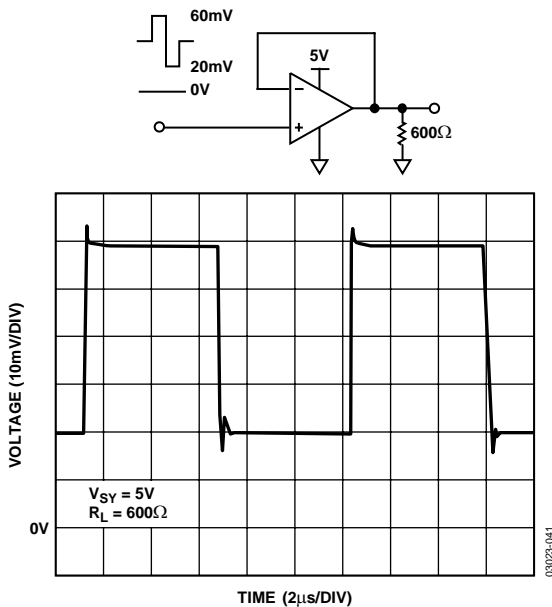 60mV
20mV
0V
5V
−
+
600Ω
VOLTAGE (10mV/DIV)
VSY = 5V
RL = 600Ω
0V
TIME (2µs/DIV)
03023-041